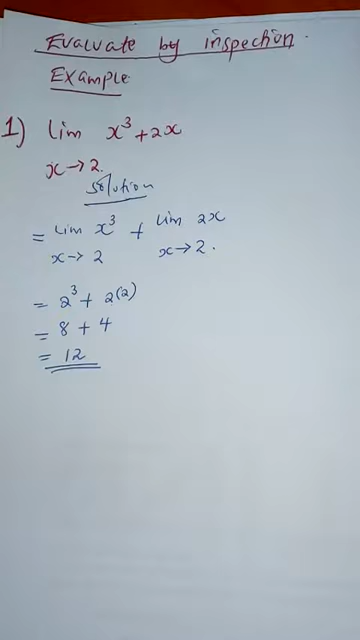 Evaluate by inspection.
Example
1) lim x³ + 2x
x → 2.
Solution
= lim x³ + lim 2x
x → 2 x → 2.
= 2³ + 2(2)
= 8 + 4
= 12